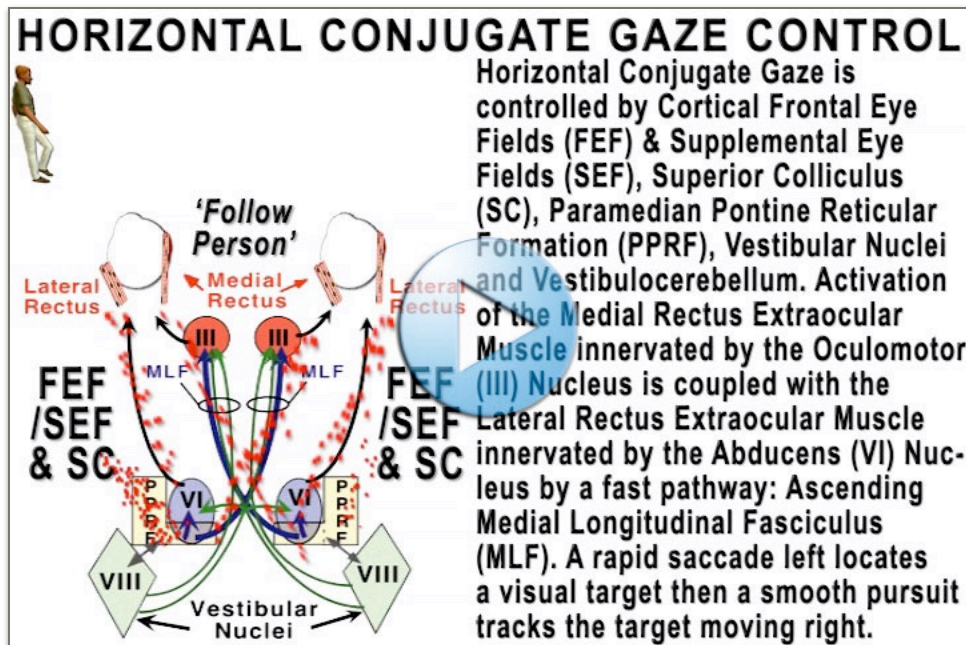 HORIZONTAL CONJUGATE GAZE CONTROL
Horizontal Conjugate Gaze is
controlled by Cortical Frontal Eye
Fields (FEF) & Supplemental Eye
Fields (SEF), Superior Colliculus
(SC), Paramedian Pontine Reticular
Formation (PPRF), Vestibular Nuclei
and Vestibulocerebellum. Activation
of the Medial Rectus Extraocular
Muscle innervated by the Oculomotor
(III) Nucleus is coupled with the
Lateral Rectus Extraocular Muscle
innervated by the Abducens (VI) Nuc-
leus by a fast pathway: Ascending
Medial Longitudinal Fasciculus
(MLF). A rapid saccade left locates
a visual target then a smooth pursuit
tracks the target moving right.
'Follow
Person'
Lateral
Rectus
Medial
Rectus
Lateral
Rectus
III
III
MLF
MLF
FEF
/SEF
& SC
FEF
/SEF
& SC
PPRF
VI
VI
PPRF
VIII
VIII
Vestibular
Nuclei